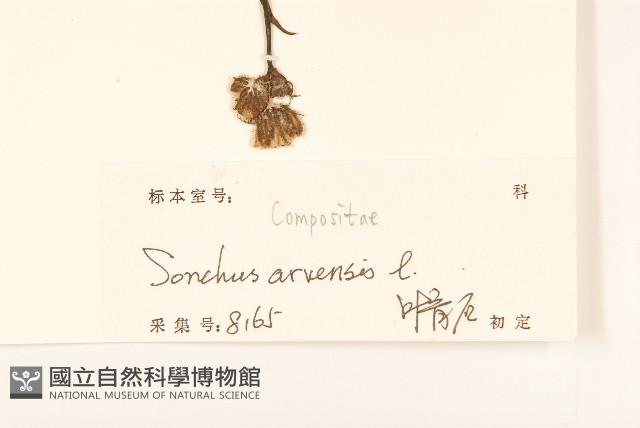 标本室号: 科
Compositae
Sonchus arvensis L.
采集号: 8165 初定
國立自然科學博物館
NATIONAL MUSEUM OF NATURAL SCIENCE